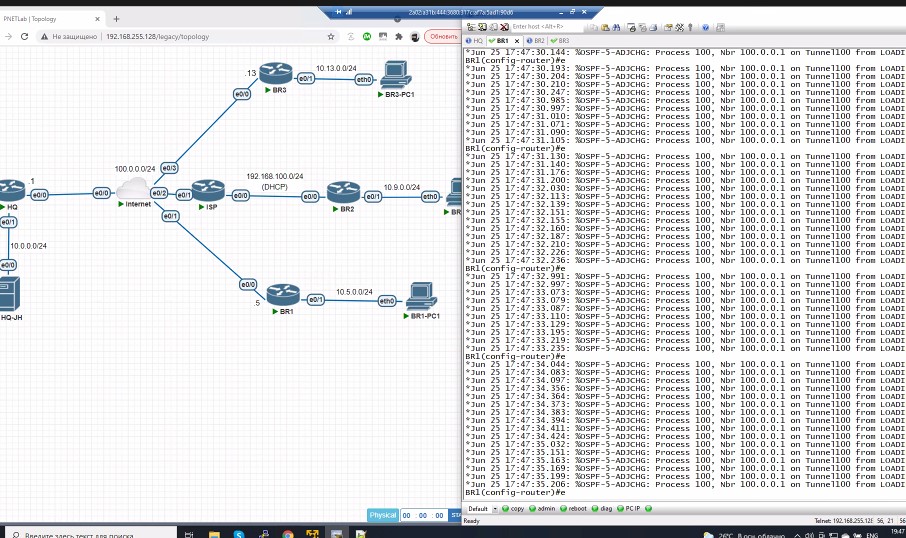 PNETLab | Topology
2a02:a31b:444:3680:317c:af7a:5ad1:90d6
Не защищено | 192.168.255.128/legacy/topology
Обновить
Enter host <Alt+R>
HQ BR1 BR2 BR3
.13
10.13.0.0/24
e0/0
e0/1
eth0
BR3
BR3-PC1
100.0.0.0/24
e0/3
192.168.100.0/24
(DHCP)
10.9.0.0/24
.1
HQ
e0/0
e0/0
e0/2
e0/1
e0/0
e0/0
e0/1
eth0
Internet
ISP
BR2
BR
e0/1
e0/1
10.0.0.0/24
e0/0
HQ-JH
e0/0
10.5.0.0/24
.5
e0/1
eth0
BR1
BR1-PC1
*Jun 25 17:47:30.144: %OSPF-5-ADJCHG: Process 100, Nbr 100.0.0.1 on Tunnel100 from LOADI
BR1(config-router)#e
*Jun 25 17:47:30.193: %OSPF-5-ADJCHG: Process 100, Nbr 100.0.0.1 on Tunnel100 from LOADI
*Jun 25 17:47:30.204: %OSPF-5-ADJCHG: Process 100, Nbr 100.0.0.1 on Tunnel100 from LOADI
*Jun 25 17:47:30.210: %OSPF-5-ADJCHG: Process 100, Nbr 100.0.0.1 on Tunnel100 from LOADI
*Jun 25 17:47:30.247: %OSPF-5-ADJCHG: Process 100, Nbr 100.0.0.1 on Tunnel100 from LOADI
*Jun 25 17:47:30.985: %OSPF-5-ADJCHG: Process 100, Nbr 100.0.0.1 on Tunnel100 from LOADI
*Jun 25 17:47:30.997: %OSPF-5-ADJCHG: Process 100, Nbr 100.0.0.1 on Tunnel100 from LOADI
*Jun 25 17:47:31.010: %OSPF-5-ADJCHG: Process 100, Nbr 100.0.0.1 on Tunnel100 from LOADI
*Jun 25 17:47:31.071: %OSPF-5-ADJCHG: Process 100, Nbr 100.0.0.1 on Tunnel100 from LOADI
*Jun 25 17:47:31.090: %OSPF-5-ADJCHG: Process 100, Nbr 100.0.0.1 on Tunnel100 from LOADI
*Jun 25 17:47:31.105: %OSPF-5-ADJCHG: Process 100, Nbr 100.0.0.1 on Tunnel100 from LOADI
BR1(config-router)#e
*Jun 25 17:47:31.130: %OSPF-5-ADJCHG: Process 100, Nbr 100.0.0.1 on Tunnel100 from LOADI
*Jun 25 17:47:31.140: %OSPF-5-ADJCHG: Process 100, Nbr 100.0.0.1 on Tunnel100 from LOADI
*Jun 25 17:47:31.176: %OSPF-5-ADJCHG: Process 100, Nbr 100.0.0.1 on Tunnel100 from LOADI
*Jun 25 17:47:31.200: %OSPF-5-ADJCHG: Process 100, Nbr 100.0.0.1 on Tunnel100 from LOADI
*Jun 25 17:47:32.030: %OSPF-5-ADJCHG: Process 100, Nbr 100.0.0.1 on Tunnel100 from LOADI
*Jun 25 17:47:32.113: %OSPF-5-ADJCHG: Process 100, Nbr 100.0.0.1 on Tunnel100 from LOADI
*Jun 25 17:47:32.139: %OSPF-5-ADJCHG: Process 100, Nbr 100.0.0.1 on Tunnel100 from LOADI
*Jun 25 17:47:32.151: %OSPF-5-ADJCHG: Process 100, Nbr 100.0.0.1 on Tunnel100 from LOADI
*Jun 25 17:47:32.155: %OSPF-5-ADJCHG: Process 100, Nbr 100.0.0.1 on Tunnel100 from LOADI
*Jun 25 17:47:32.160: %OSPF-5-ADJCHG: Process 100, Nbr 100.0.0.1 on Tunnel100 from LOADI
*Jun 25 17:47:32.187: %OSPF-5-ADJCHG: Process 100, Nbr 100.0.0.1 on Tunnel100 from LOADI
*Jun 25 17:47:32.210: %OSPF-5-ADJCHG: Process 100, Nbr 100.0.0.1 on Tunnel100 from LOADI
*Jun 25 17:47:32.226: %OSPF-5-ADJCHG: Process 100, Nbr 100.0.0.1 on Tunnel100 from LOADI
*Jun 25 17:47:32.236: %OSPF-5-ADJCHG: Process 100, Nbr 100.0.0.1 on Tunnel100 from LOADI
BR1(config-router)#e
*Jun 25 17:47:32.991: %OSPF-5-ADJCHG: Process 100, Nbr 100.0.0.1 on Tunnel100 from LOADI
*Jun 25 17:47:32.997: %OSPF-5-ADJCHG: Process 100, Nbr 100.0.0.1 on Tunnel100 from LOADI
*Jun 25 17:47:33.073: %OSPF-5-ADJCHG: Process 100, Nbr 100.0.0.1 on Tunnel100 from LOADI
*Jun 25 17:47:33.079: %OSPF-5-ADJCHG: Process 100, Nbr 100.0.0.1 on Tunnel100 from LOADI
*Jun 25 17:47:33.087: %OSPF-5-ADJCHG: Process 100, Nbr 100.0.0.1 on Tunnel100 from LOADI
*Jun 25 17:47:33.110: %OSPF-5-ADJCHG: Process 100, Nbr 100.0.0.1 on Tunnel100 from LOADI
*Jun 25 17:47:33.129: %OSPF-5-ADJCHG: Process 100, Nbr 100.0.0.1 on Tunnel100 from LOADI
*Jun 25 17:47:33.195: %OSPF-5-ADJCHG: Process 100, Nbr 100.0.0.1 on Tunnel100 from LOADI
*Jun 25 17:47:33.219: %OSPF-5-ADJCHG: Process 100, Nbr 100.0.0.1 on Tunnel100 from LOADI
*Jun 25 17:47:33.235: %OSPF-5-ADJCHG: Process 100, Nbr 100.0.0.1 on Tunnel100 from LOADI
BR1(config-router)#e
*Jun 25 17:47:34.044: %OSPF-5-ADJCHG: Process 100, Nbr 100.0.0.1 on Tunnel100 from LOADI
*Jun 25 17:47:34.083: %OSPF-5-ADJCHG: Process 100, Nbr 100.0.0.1 on Tunnel100 from LOADI
*Jun 25 17:47:34.097: %OSPF-5-ADJCHG: Process 100, Nbr 100.0.0.1 on Tunnel100 from LOADI
*Jun 25 17:47:34.356: %OSPF-5-ADJCHG: Process 100, Nbr 100.0.0.1 on Tunnel100 from LOADI
*Jun 25 17:47:34.364: %OSPF-5-ADJCHG: Process 100, Nbr 100.0.0.1 on Tunnel100 from LOADI
*Jun 25 17:47:34.373: %OSPF-5-ADJCHG: Process 100, Nbr 100.0.0.1 on Tunnel100 from LOADI
*Jun 25 17:47:34.383: %OSPF-5-ADJCHG: Process 100, Nbr 100.0.0.1 on Tunnel100 from LOADI
*Jun 25 17:47:34.394: %OSPF-5-ADJCHG: Process 100, Nbr 100.0.0.1 on Tunnel100 from LOADI
*Jun 25 17:47:34.411: %OSPF-5-ADJCHG: Process 100, Nbr 100.0.0.1 on Tunnel100 from LOADI
*Jun 25 17:47:34.424: %OSPF-5-ADJCHG: Process 100, Nbr 100.0.0.1 on Tunnel100 from LOADI
*Jun 25 17:47:35.032: %OSPF-5-ADJCHG: Process 100, Nbr 100.0.0.1 on Tunnel100 from LOADI
*Jun 25 17:47:35.151: %OSPF-5-ADJCHG: Process 100, Nbr 100.0.0.1 on Tunnel100 from LOADI
*Jun 25 17:47:35.163: %OSPF-5-ADJCHG: Process 100, Nbr 100.0.0.1 on Tunnel100 from LOADI
*Jun 25 17:47:35.169: %OSPF-5-ADJCHG: Process 100, Nbr 100.0.0.1 on Tunnel100 from LOADI
*Jun 25 17:47:35.199: %OSPF-5-ADJCHG: Process 100, Nbr 100.0.0.1 on Tunnel100 from LOADI
*Jun 25 17:47:35.206: %OSPF-5-ADJCHG: Process 100, Nbr 100.0.0.1 on Tunnel100 from LOADI
BR1(config-router)#e
Physical 00 : 00 : 00 STA
Default copy admin reboot diag PC IP
Ready
Telnet: 192.168.255.128 56, 21 56
Введите здесь текст для поиска
26°C В осн. облачно
ENG
19:47